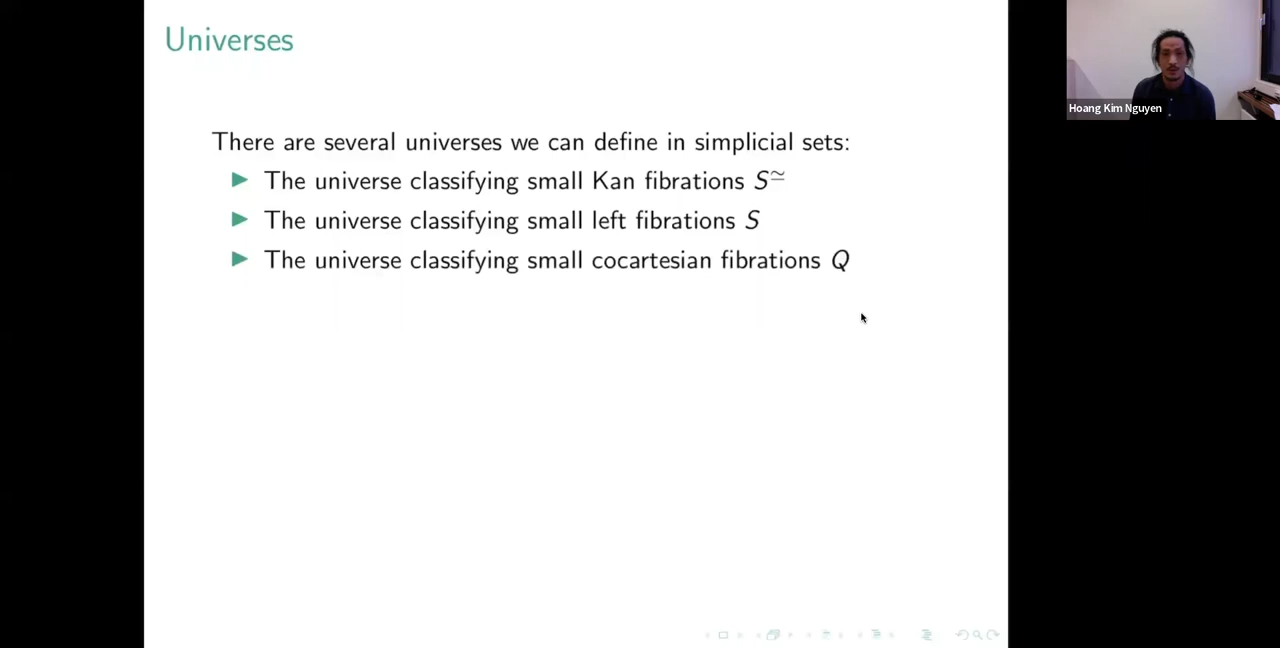 Universes
There are several universes we can define in simplicial sets:
▶ The universe classifying small Kan fibrations S≃
▶ The universe classifying small left fibrations S
▶ The universe classifying small cocartesian fibrations Q
Hoang Kim Nguyen